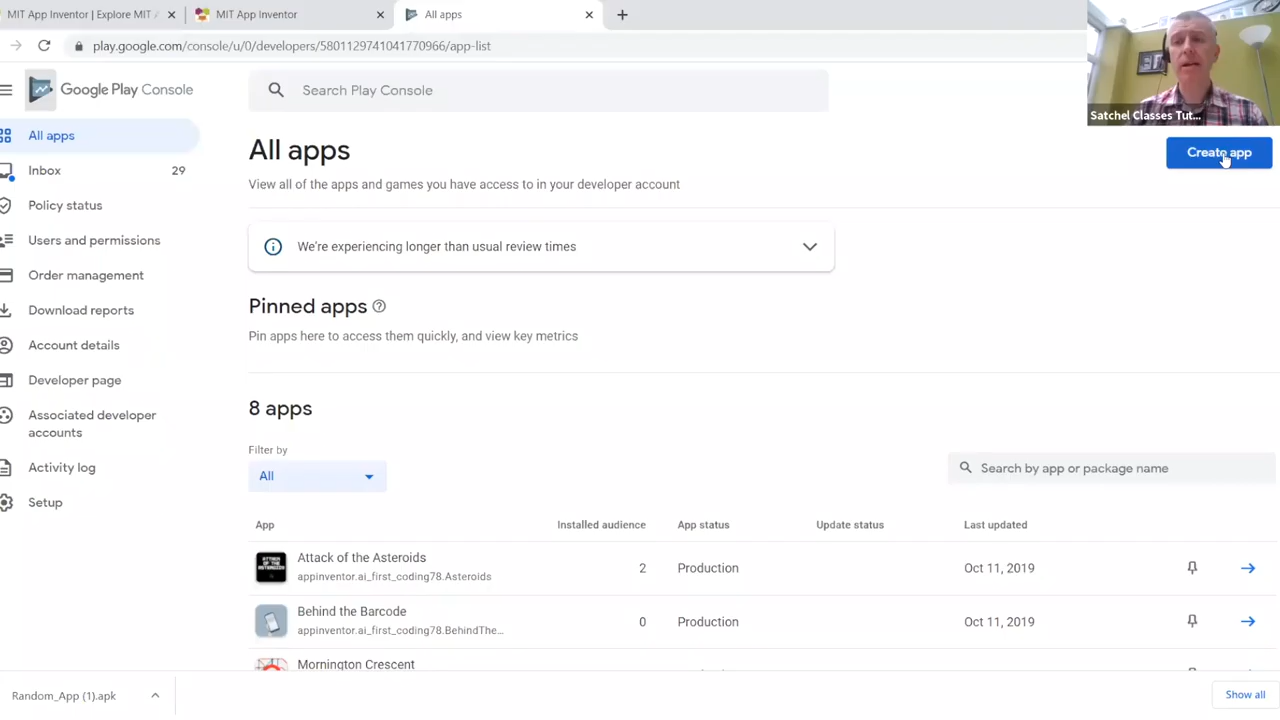 MIT App Inventor | Explore MIT A
MIT App Inventor
All apps
play.google.com/console/u/0/developers/5801129741041770966/app-list
Google Play Console
Search Play Console
Satchel Classes Tut...
All apps
Inbox 29
Policy status
Users and permissions
Order management
Download reports
Account details
Developer page
Associated developer
accounts
Activity log
Setup
All apps
Create app
View all of the apps and games you have access to in your developer account
We're experiencing longer than usual review times
Pinned apps
Pin apps here to access them quickly, and view key metrics
8 apps
Filter by
All
Search by app or package name
App Installed audience App status Update status Last updated
Attack of the Asteroids
appinventor.ai_first_coding78.Asteroids
2 Production Oct 11, 2019
Behind the Barcode
appinventor.ai_first_coding78.BehindThe...
0 Production Oct 11, 2019
Mornington Crescent
Random_App (1).apk
Show all